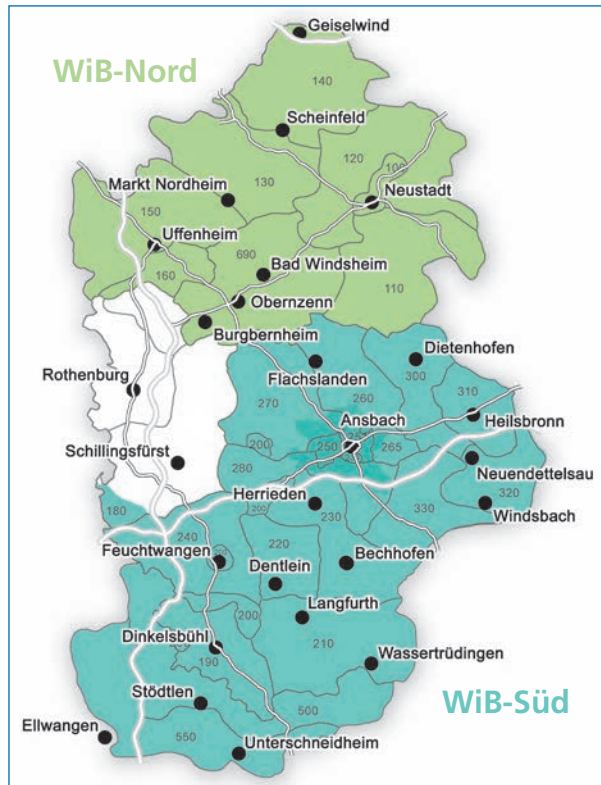 Geiselwind
WiB-Nord
140
Scheinfeld
120
100
Markt Nordheim
130
Neustadt
150
Uffenheim
690
Bad Windsheim
160
110
Obernzenn
Burgbernheim
Dietenhofen
Flachslanden
300
Rothenburg
270
260
310
Ansbach
Heilsbronn
200
250
265
Schillingsfürst
280
Neuendettelsau
Herrieden
200
180
230
330
320
Windsbach
240
Feuchtwangen
220
Bechhofen
Dentlein
200
Langfurth
210
Dinkelsbühl
190
Wassertrüdingen
Stödtlen
500
WiB-Süd
Ellwangen
550
Unterschneidheim